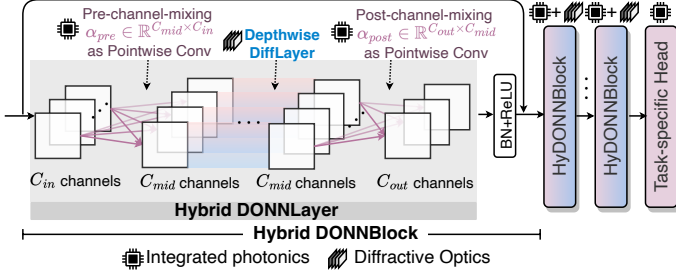 Pre-channel-mixing
α_pre ∈ ℝ^{C_mid×C_in}
as Pointwise Conv
Depthwise
DiffLayer
Post-channel-mixing
α_post ∈ ℝ^{C_out×C_mid}
as Pointwise Conv
+
+
...
...
...
...
BN+ReLU
HyDONNBlock
HyDONNBlock
Task-specific Head
C_in channels
C_mid channels
C_mid channels
C_out channels
Hybrid DONNLayer
Hybrid DONNBlock
Integrated photonics
Diffractive Optics